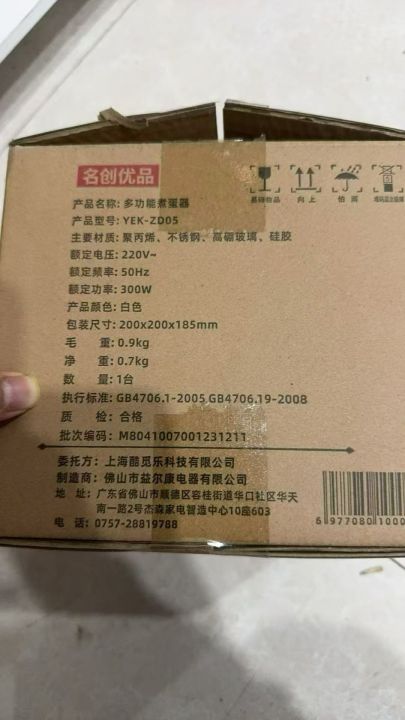 名创优品
易碎物品 向上 怕雨
产品名称: 多功能煮蛋器
产品型号: YEK-ZD05
主要材质: 聚丙烯、不锈钢、高硼玻璃、硅胶
额定电压: 220V~
额定频率: 50Hz
额定功率: 300W
产品颜色: 白色
包装尺寸: 200x200x185mm
毛 重: 0.9kg
净 重: 0.7kg
数 量: 1台
执行标准: GB4706.1-2005 GB4706.19-2008
质 检: 合格
批次编码: M8041007001231211
委托方: 上海酷觅乐科技有限公司
制造商: 佛山市益尔康电器有限公司
地 址: 广东省佛山市顺德区容桂街道华口社区华天
南一路2号杰森家电智造中心10座603
电 话: 0757-28819788
6 977080 1000